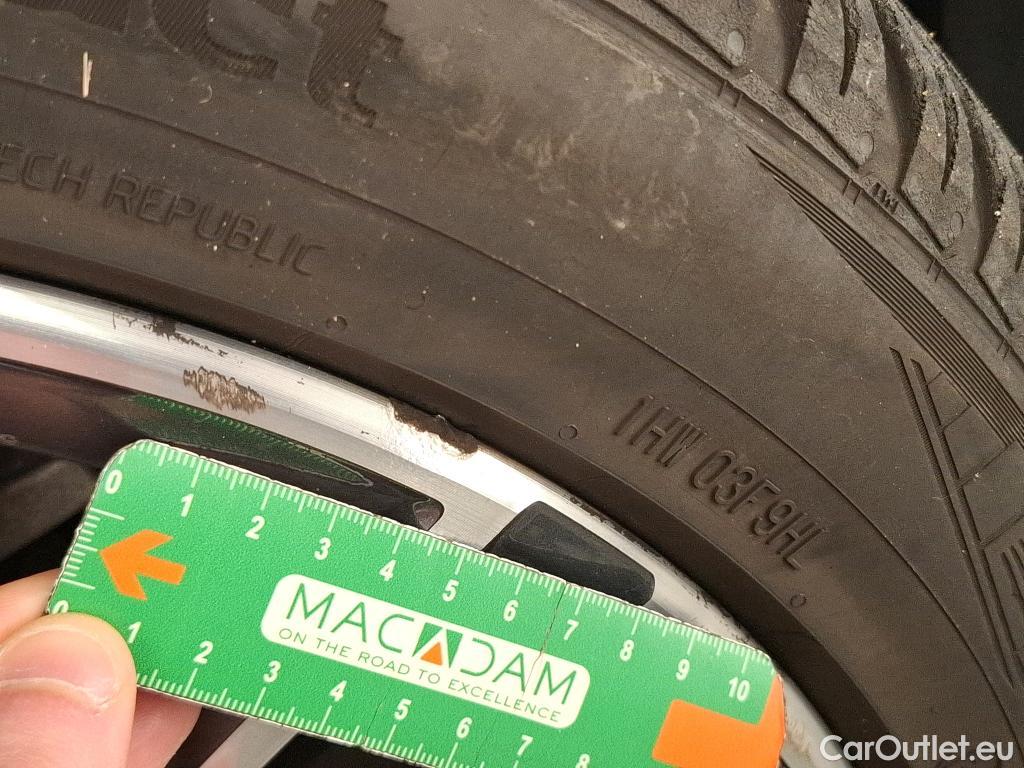 ct
ECH REPUBLIC
1HW 03F9HL
0 1 2 3 4 5 6 7 8 9 10
MACADAM
ON THE ROAD TO EXCELLENCE
0 1 2 3 4 5 6 7 8
CarOutlet.eu